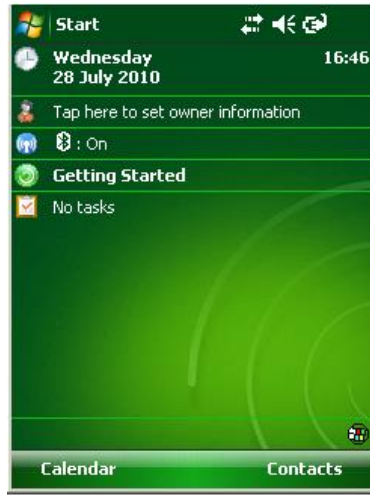 Start
Wednesday 16:46
28 July 2010
Tap here to set owner information
: On
Getting Started
No tasks
Calendar Contacts